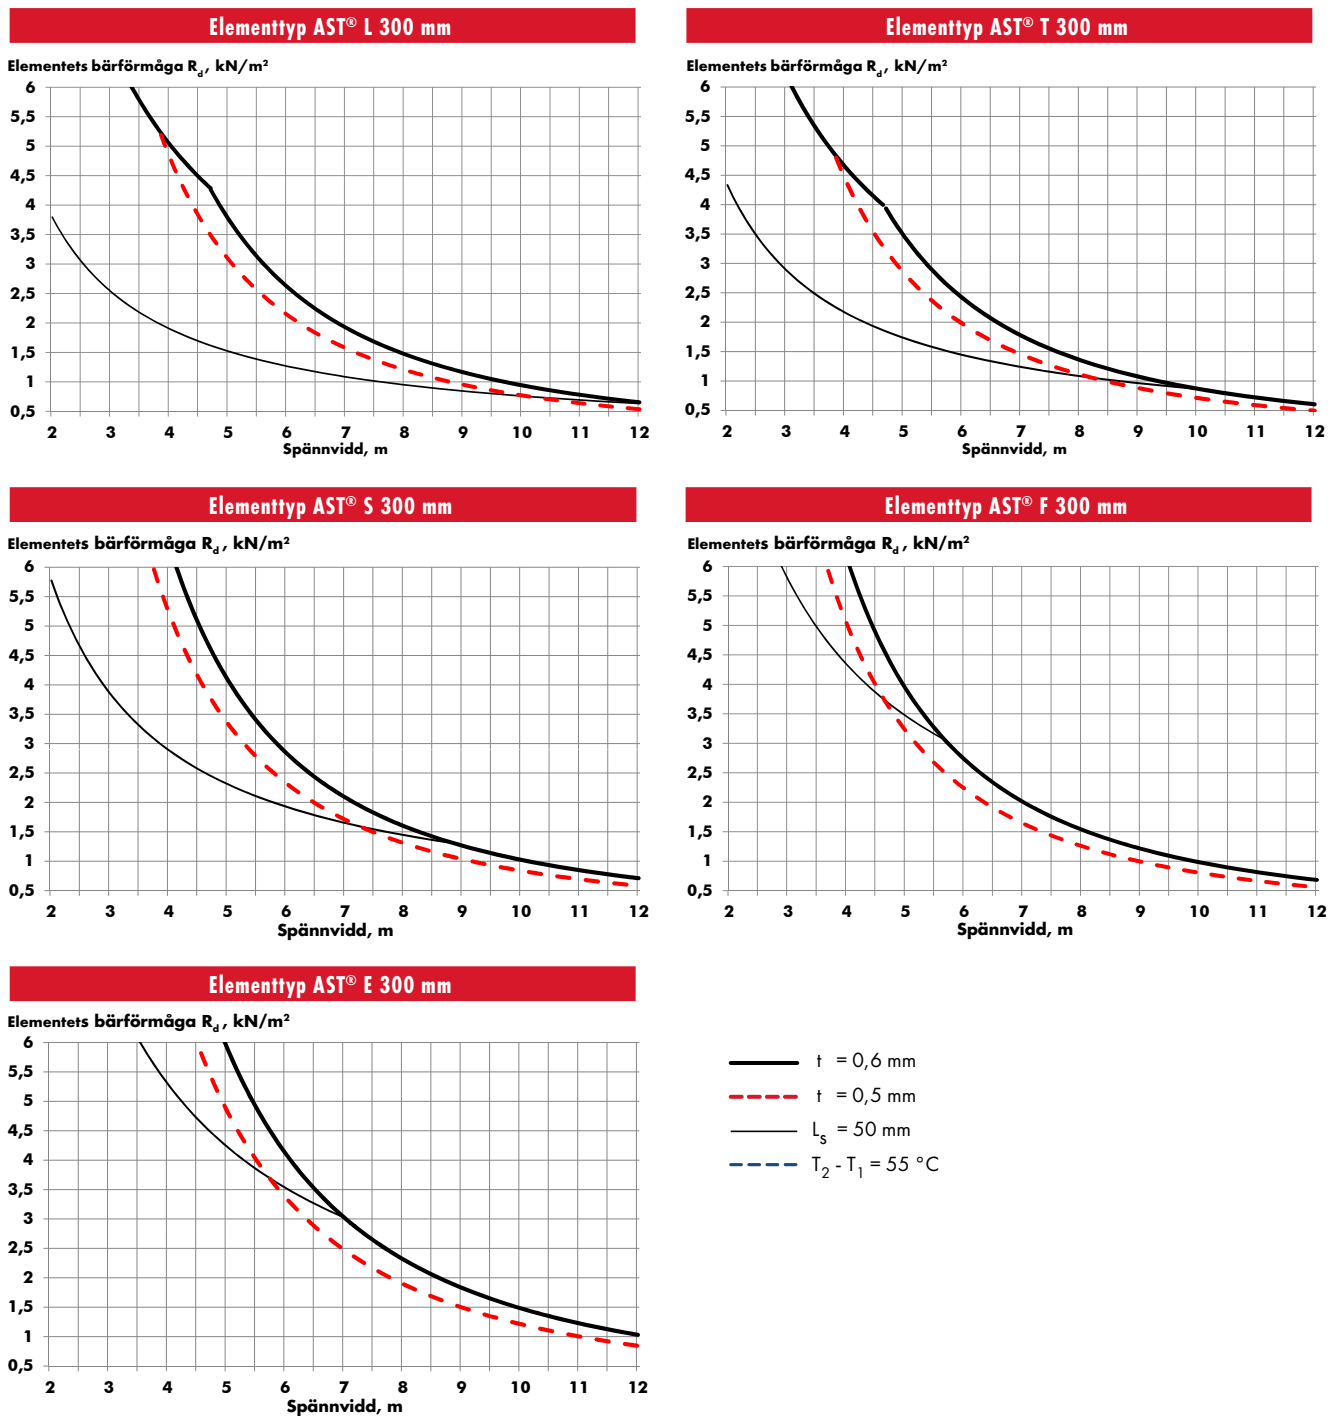 Elementtyp AST® L 300 mm
Elementets bärförmåga R_d, kN/m²
6
5,5
5
4,5
4
3,5
3
2,5
2
1,5
1
0,5
2 3 4 5 6 7 8 9 10 11 12
Spännvidd, m
Elementtyp AST® T 300 mm
Elementets bärförmåga R_d, kN/m²
6
5,5
5
4,5
4
3,5
3
2,5
2
1,5
1
0,5
2 3 4 5 6 7 8 9 10 11 12
Spännvidd, m
Elementtyp AST® S 300 mm
Elementets bärförmåga R_d, kN/m²
6
5,5
5
4,5
4
3,5
3
2,5
2
1,5
1
0,5
2 3 4 5 6 7 8 9 10 11 12
Spännvidd, m
Elementtyp AST® F 300 mm
Elementets bärförmåga R_d, kN/m²
6
5,5
5
4,5
4
3,5
3
2,5
2
1,5
1
0,5
2 3 4 5 6 7 8 9 10 11 12
Spännvidd, m
Elementtyp AST® E 300 mm
Elementets bärförmåga R_d, kN/m²
6
5,5
5
4,5
4
3,5
3
2,5
2
1,5
1
0,5
2 3 4 5 6 7 8 9 10 11 12
Spännvidd, m
t = 0,6 mm
t = 0,5 mm
L_s = 50 mm
T_2 - T_1 = 55 °C